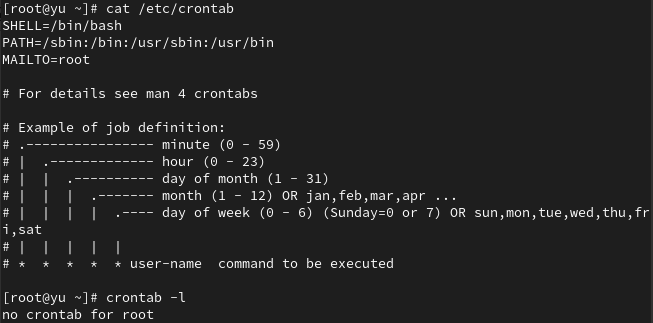 [root@yu ~]# cat /etc/crontab
SHELL=/bin/bash
PATH=/sbin:/bin:/usr/sbin:/usr/bin
MAILTO=root

# For details see man 4 crontabs

# Example of job definition:
# .---------------- minute (0 - 59)
# |  .------------- hour (0 - 23)
# |  |  .---------- day of month (1 - 31)
# |  |  |  .------- month (1 - 12) OR jan,feb,mar,apr ...
# |  |  |  |  .---- day of week (0 - 6) (Sunday=0 or 7) OR sun,mon,tue,wed,thu,fr
i,sat
# |  |  |  |  |
# *  *  *  *  * user-name  command to be executed

[root@yu ~]# crontab -l
no crontab for root